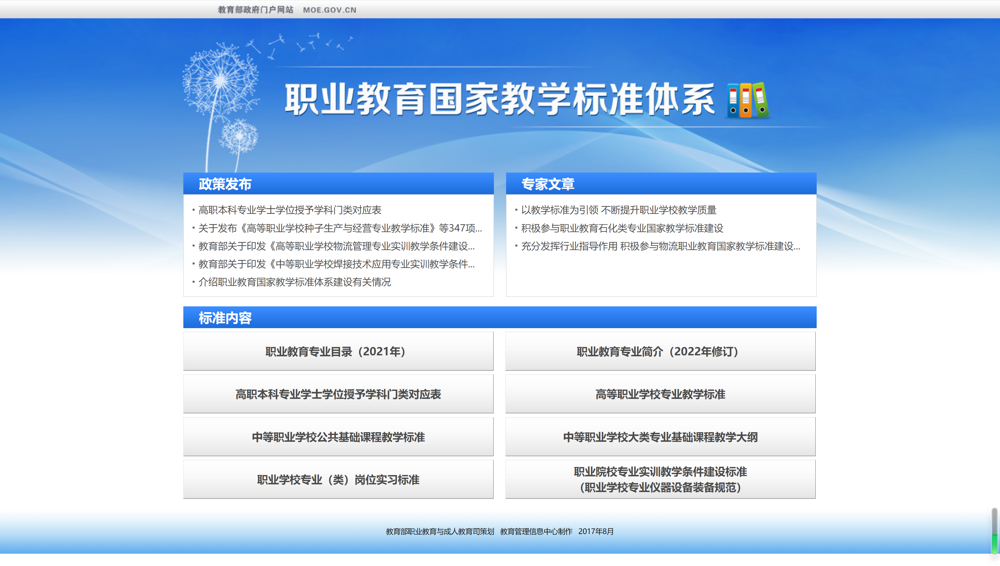 教育部政府门户网站 MOE.GOV.CN
职业教育国家教学标准体系
政策发布
高职本科专业学士学位授予学科门类对应表
关于发布《高等职业学校种子生产与经营专业教学标准》等347项...
教育部关于印发《高等职业学校物流管理专业实训教学条件建设...
教育部关于印发《中等职业学校焊接技术应用专业实训教学条件...
介绍职业教育国家教学标准体系建设有关情况
专家文章
以教学标准为引领 不断提升职业学校教学质量
积极参与职业教育石化类专业国家教学标准建设
充分发挥行业指导作用 积极参与物流职业教育国家教学标准建设...
标准内容
职业教育专业目录（2021年）
职业教育专业简介（2022年修订）
高职本科专业学士学位授予学科门类对应表
高等职业学校专业教学标准
中等职业学校公共基础课程教学标准
中等职业学校大类专业基础课程教学大纲
职业学校专业（类）岗位实习标准
职业院校专业实训教学条件建设标准
（职业学校专业仪器设备装备规范）
教育部职业教育与成人教育司策划 教育管理信息中心制作 2017年8月